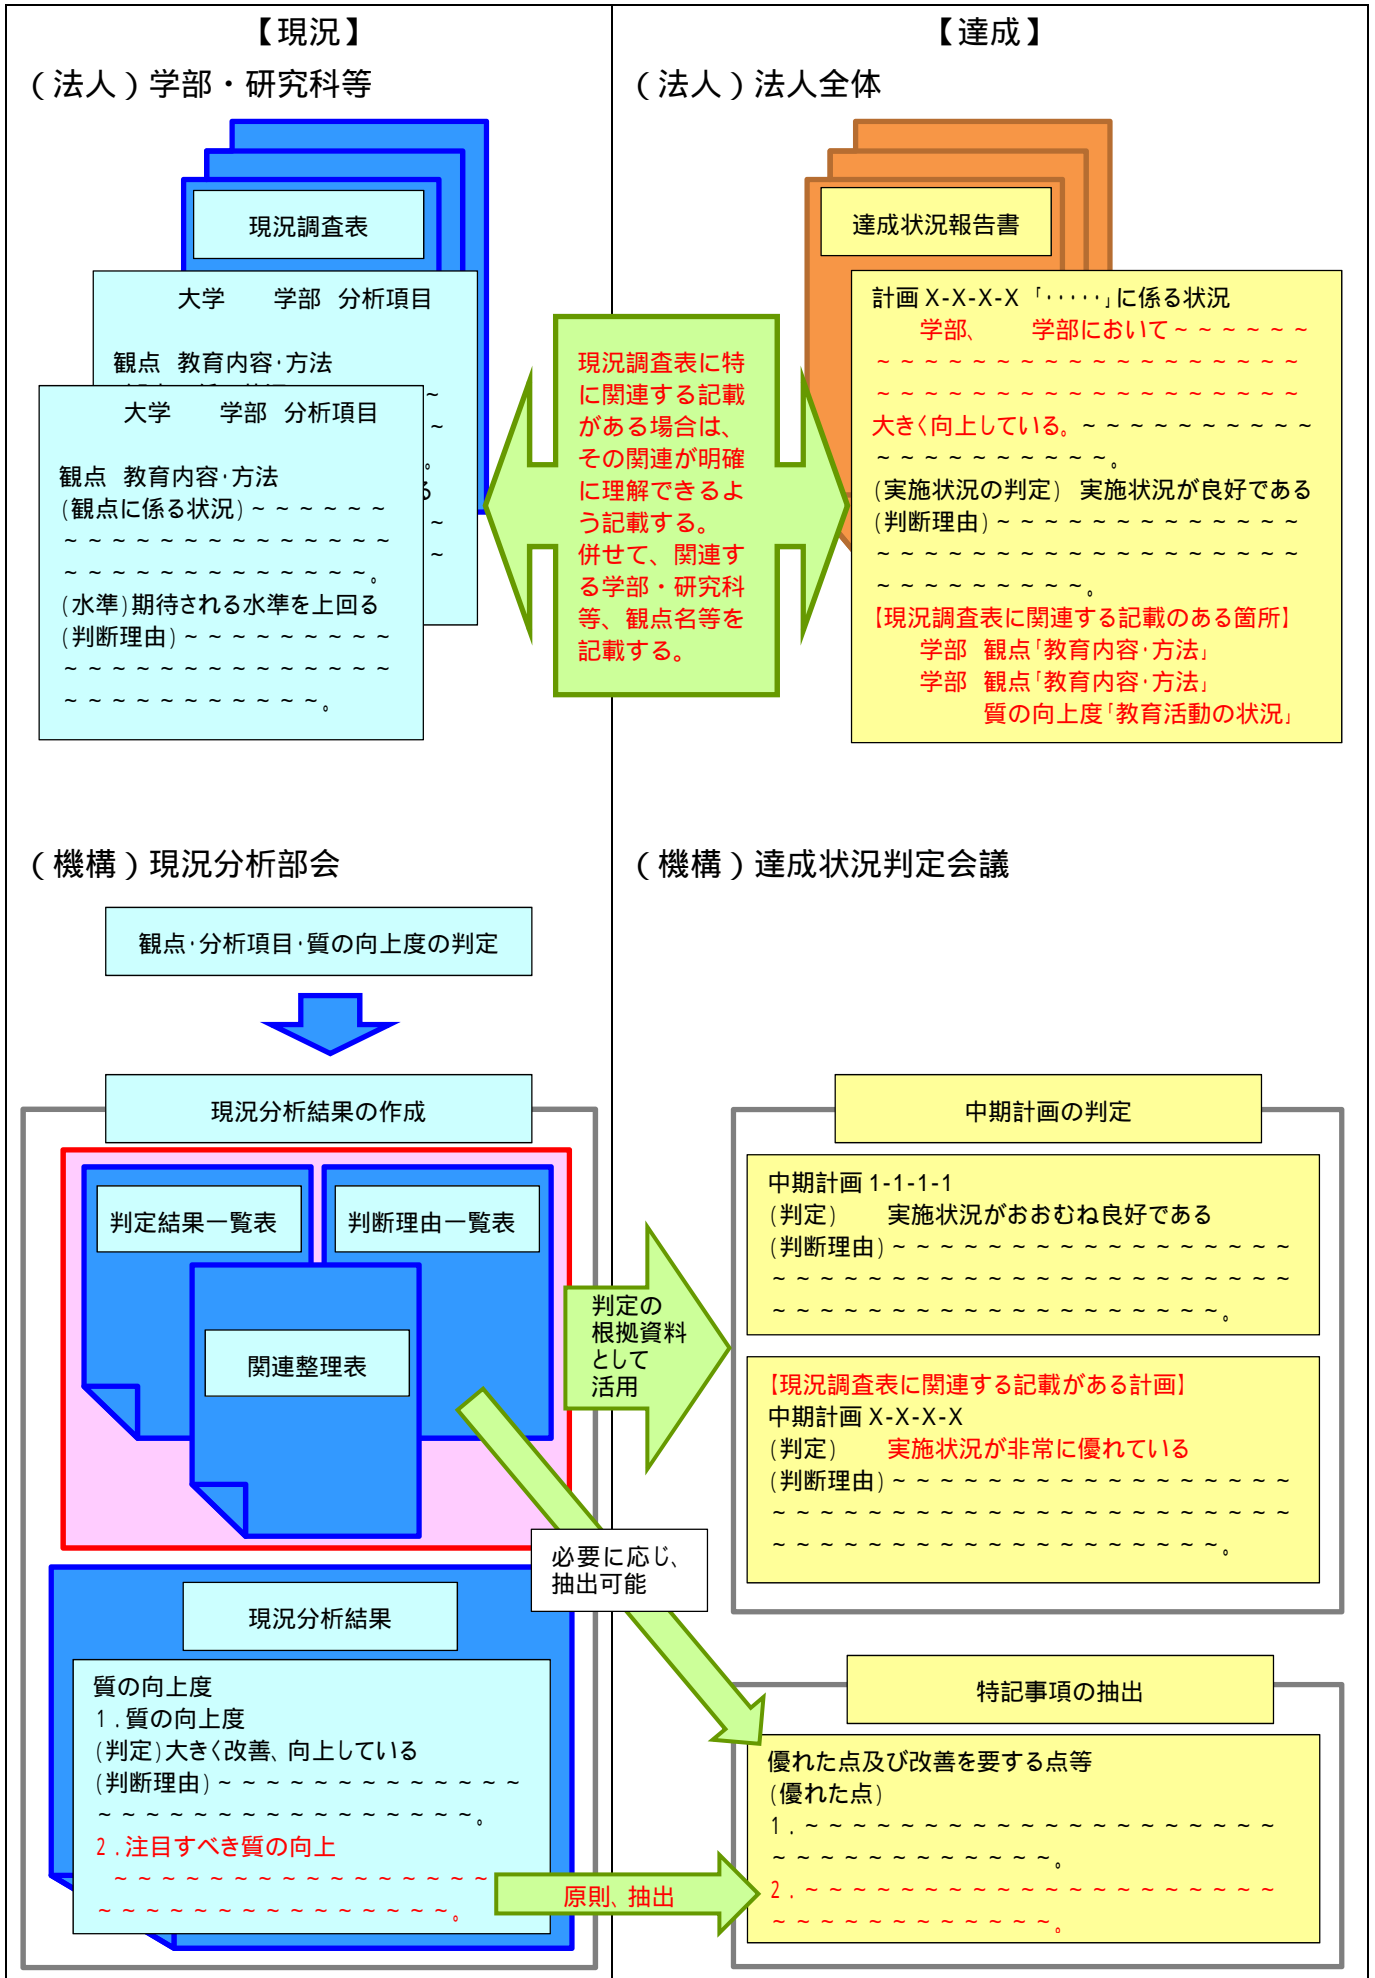 【現況】
（法人）学部・研究科等
現況調査表
大学　　学部 分析項目
観点 教育内容・方法
大学　　学部 分析項目
観点 教育内容・方法
(観点に係る状況)～～～～～～
～～～～～～～～～～～～～～
～～～～～～～～～～～～～。
(水準)期待される水準を上回る
(判断理由)～～～～～～～～～
～～～～～～～～～～～～～～
～～～～～～～～～～～。
現況調査表に特
に関連する記載
がある場合は、
その関連が明確
に理解できるよ
う記載する。
併せて、関連す
る学部・研究科
等、観点名等を
記載する。
【達成】
（法人）法人全体
達成状況報告書
計画 X-X-X-X「・・・・・」に係る状況
学部、　　学部において～～～～～～
～～～～～～～～～～～～～～～～～～
～～～～～～～～～～～～～～～～～～
大きく向上している。～～～～～～～～～～
～～～～～～～～～～。
(実施状況の判定) 実施状況が良好である
(判断理由)～～～～～～～～～～～～～
～～～～～～～～～～～～～～～～～～
～～～～～～～～～。
【現況調査表に関連する記載のある箇所】
学部 観点「教育内容・方法」
学部 観点「教育内容・方法」
質の向上度「教育活動の状況」
（機構）現況分析部会
観点・分析項目・質の向上度の判定
現況分析結果の作成
判定結果一覧表
判断理由一覧表
関連整理表
判定の
根拠資料
として
活用
必要に応じ、
抽出可能
現況分析結果
質の向上度
1．質の向上度
(判定)大きく改善、向上している
(判断理由)～～～～～～～～～～～～～
～～～～～～～～～～～～～～～～。
2．注目すべき質の向上
～～～～～～～～～～～～～～～～
～～～～～～～～～～～～～～～。
原則、抽出
（機構）達成状況判定会議
中期計画の判定
中期計画 1-1-1-1
(判定)　　実施状況がおおむね良好である
(判断理由)～～～～～～～～～～～～～～～～～
～～～～～～～～～～～～～～～～～～～～～～
～～～～～～～～～～～～～～～～～～～。
【現況調査表に関連する記載がある計画】
中期計画 X-X-X-X
(判定)　　実施状況が非常に優れている
(判断理由)～～～～～～～～～～～～～～～～～
～～～～～～～～～～～～～～～～～～～～～～
～～～～～～～～～～～～～～～～～～～。
特記事項の抽出
優れた点及び改善を要する点等
(優れた点)
1．～～～～～～～～～～～～～～～～～～～～
～～～～～～～～～～～～。
2．～～～～～～～～～～～～～～～～～～～～
～～～～～～～～～～～～。